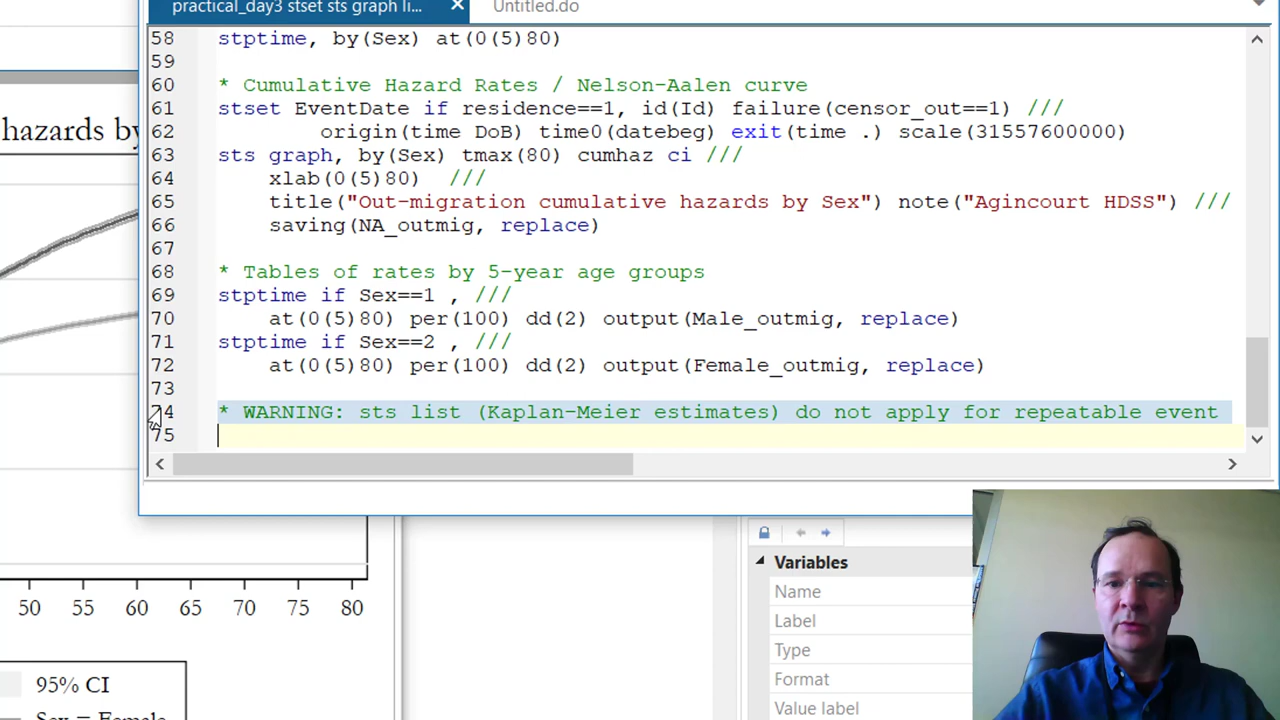 practical_day3 stset sts graph li...
Untitled.do
58 stptime, by(Sex) at(0(5)80)
59
60 * Cumulative Hazard Rates / Nelson-Aalen curve
61 stset EventDate if residence==1, id(Id) failure(censor_out==1) ///
62 origin(time DoB) time0(datebeg) exit(time .) scale(31557600000)
63 sts graph, by(Sex) tmax(80) cumhaz ci ///
64 xlab(0(5)80) ///
65 title("Out-migration cumulative hazards by Sex") note("Agincourt HDSS") ///
66 saving(NA_outmig, replace)
67
68 * Tables of rates by 5-year age groups
69 stptime if Sex==1 , ///
70 at(0(5)80) per(100) dd(2) output(Male_outmig, replace)
71 stptime if Sex==2 , ///
72 at(0(5)80) per(100) dd(2) output(Female_outmig, replace)
73
74 * WARNING: sts list (Kaplan-Meier estimates) do not apply for repeatable event
75
hazards by
50 55 60 65 70 75 80
95% CI
Sex = Female
Variables
Name
Label
Type
Format
Value label